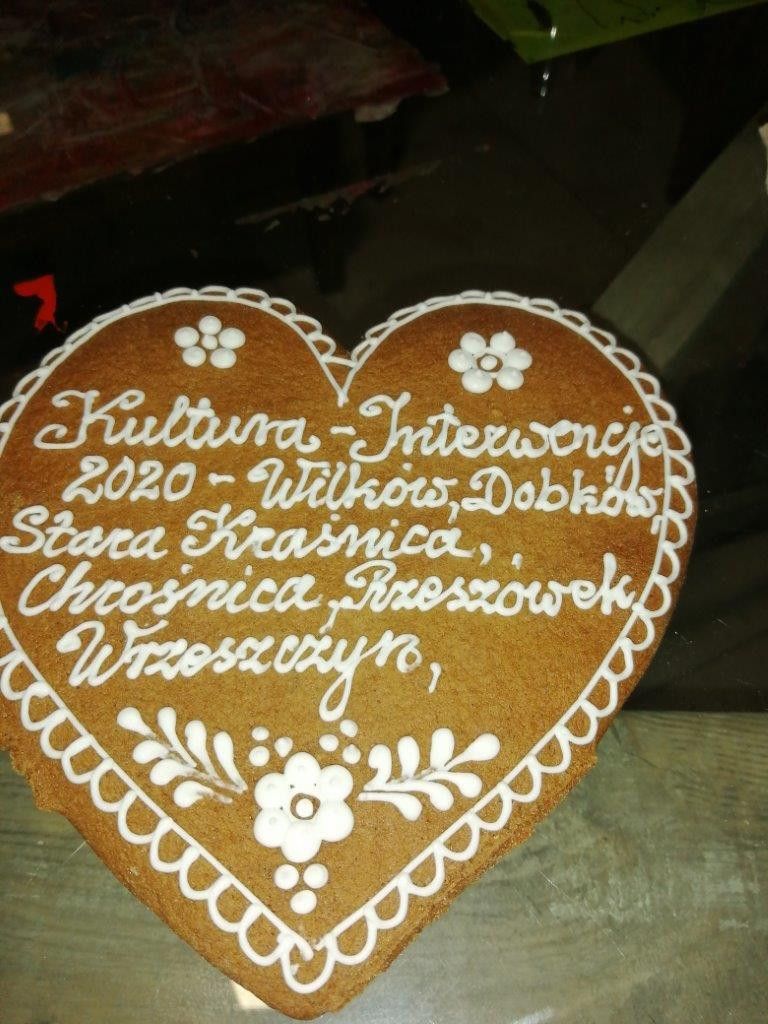 Kultura - Interwencje
2020 - Wilków, Dobków,
Stara Kraśnica,
Chrośnica, Rzeszówek,
Wrzeszczyn,